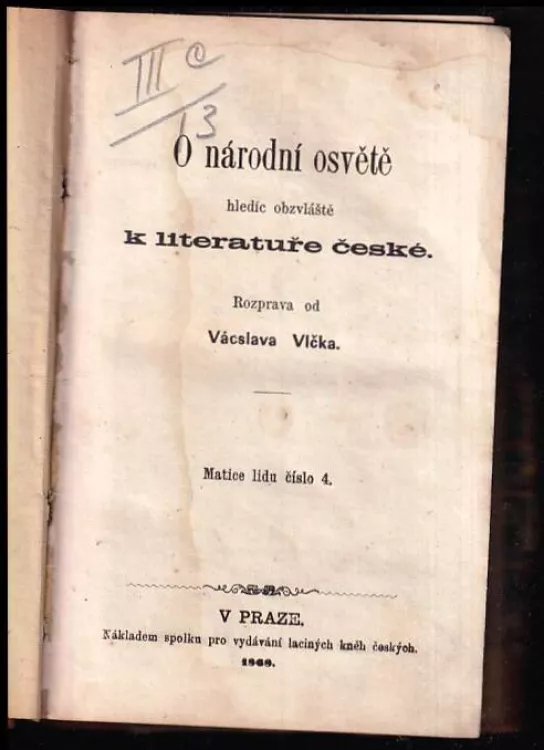 III c
13
O národní osvětě
hledíc obzvláště
k literatuře české.
Rozprava od
Vácslava Vlčka.
Matice lidu číslo 4.
V PRAZE.
Nákladem spolku pro vydávání laciných kněh českých.
1868.